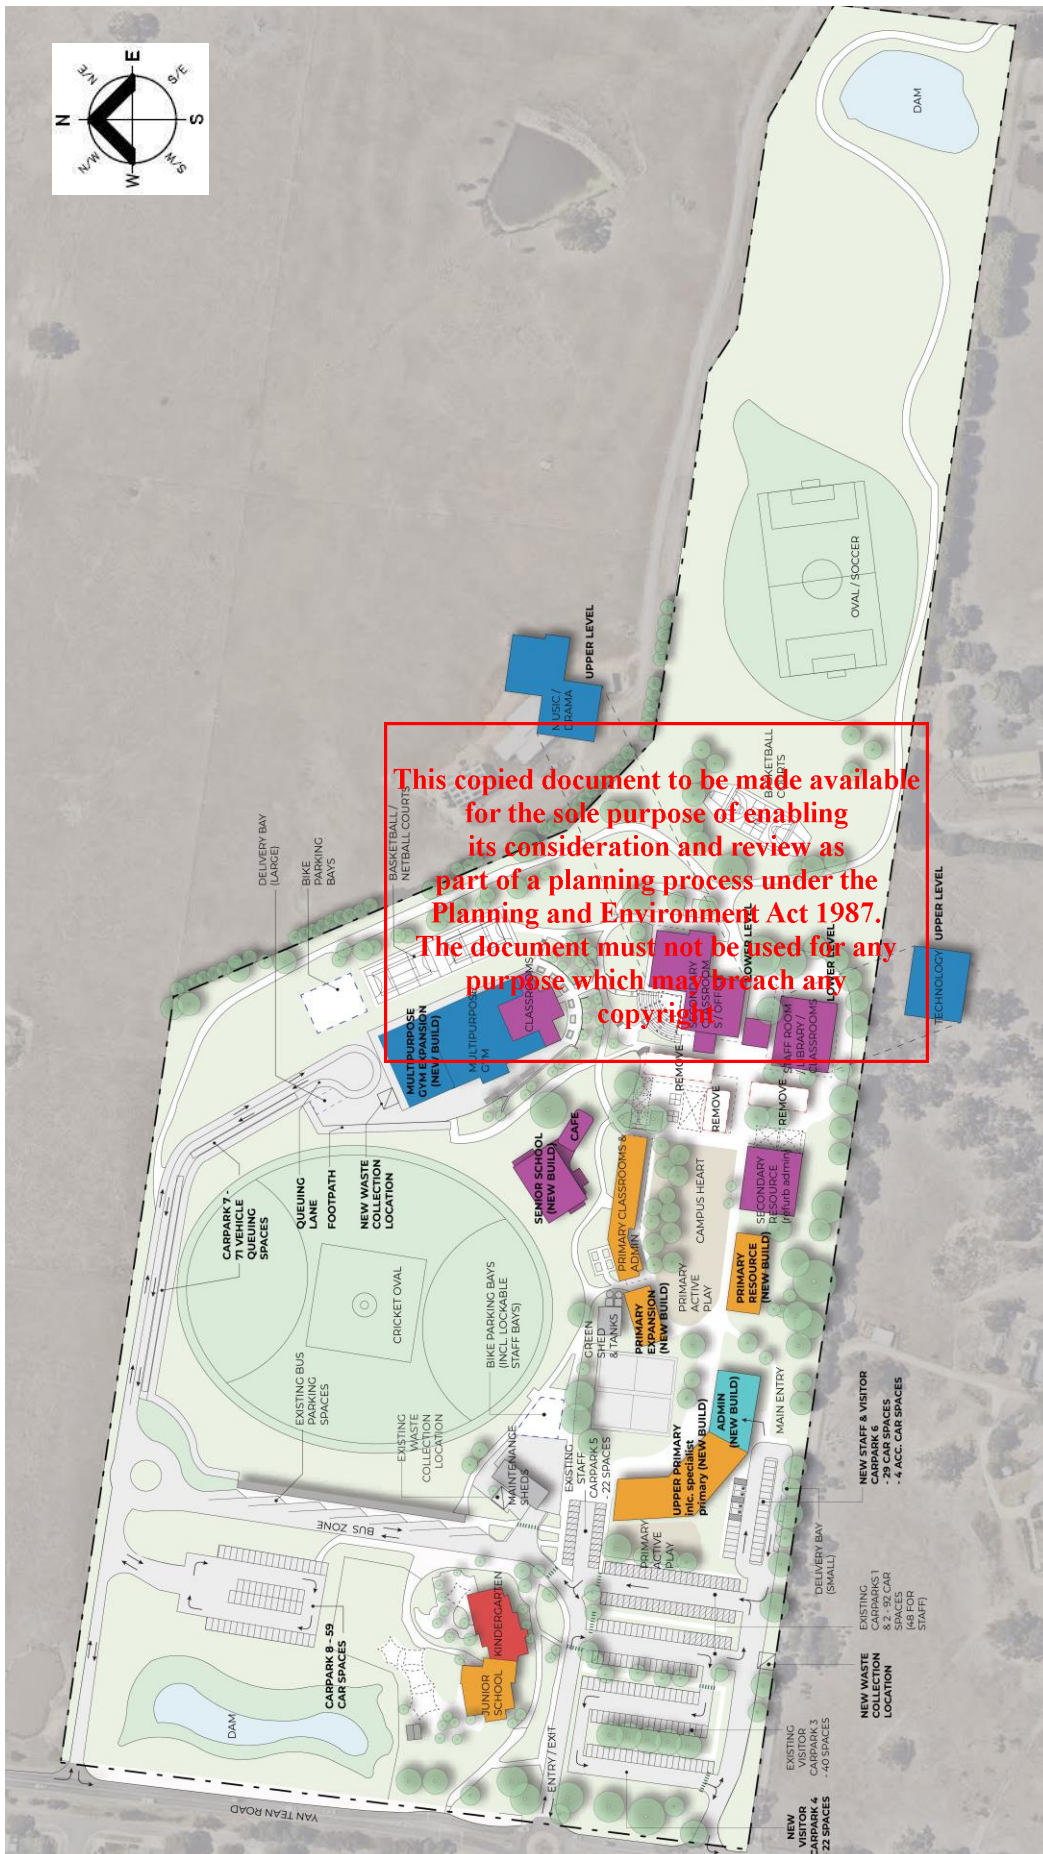 N
N/E
E
S/E
S
S/W
W
N/W
DAM
OVAL / SOCCER
MUSIC /
DRAMA
UPPER LEVEL
This copied document to be made available
for the sole purpose of enabling
its consideration and review as
part of a planning process under the
Planning and Environment Act 1987.
The document must not be used for any
purpose which may breach any
copyright
BASKETBALL
COURTS
BASKETBALL /
NETBALL COURTS
DELIVERY BAY
(LARGE)
BIKE
PARKING
BAYS
MULTIPURPOSE
GYM EXPANSION
(NEW BUILD)
MULTIPURPOSE
GYM
CLASSROOMS
CLASSROOM
S / OFF
LOWER LEVEL
LOWER LEVEL
STAFF ROOM
/ LIBRARY /
CLASSROOMS
TECHNOLOGY
UPPER LEVEL
REMOVE
REMOVE
REMOVE
CARPARK 7 -
71 VEHICLE
QUEUING
SPACES
QUEUING
LANE
FOOTPATH
NEW WASTE
COLLECTION
LOCATION
SENIOR SCHOOL
(NEW BUILD)
CAFE
PRIMARY CLASSROOMS &
ADMIN
CAMPUS HEART
SECONDARY
RESOURCE
(refurb admin)
PRIMARY
RESOURCE
(NEW BUILD)
PRIMARY
ACTIVE
PLAY
PRIMARY
EXPANSION
(NEW BUILD)
GREEN
SHED
& TANKS
CRICKET OVAL
BIKE PARKING BAYS
(INCL. LOCKABLE
STAFF BAYS)
EXISTING BUS
PARKING
SPACES
EXISTING
WASTE
COLLECTION
LOCATION
MAINTENANCE
SHEDS
EXISTING
STAFF
CARPARK 5
- 22 SPACES
UPPER PRIMARY
inlc. specialist
primary (NEW BUILD)
ADMIN
(NEW BUILD)
MAIN ENTRY
NEW STAFF & VISITOR
CARPARK 6
- 29 CAR SPACES
- 4 ACC. CAR SPACES
BUS ZONE
PRIMARY
ACTIVE
PLAY
DELIVERY BAY
(SMALL)
EXISTING
CARPARKS 1
& 2 - 92 CAR
SPACES
(48 FOR
STAFF)
KINDERGARTEN
JUNIOR
SCHOOL
CARPARK 8 - 59
CAR SPACES
DAM
NEW WASTE
COLLECTION
LOCATION
ENTRY / EXIT
EXISTING
VISITOR
CARPARK 3
- 40 SPACES
NEW
VISITOR
CARPARK 4
22 SPACES
YAN YEAN ROAD